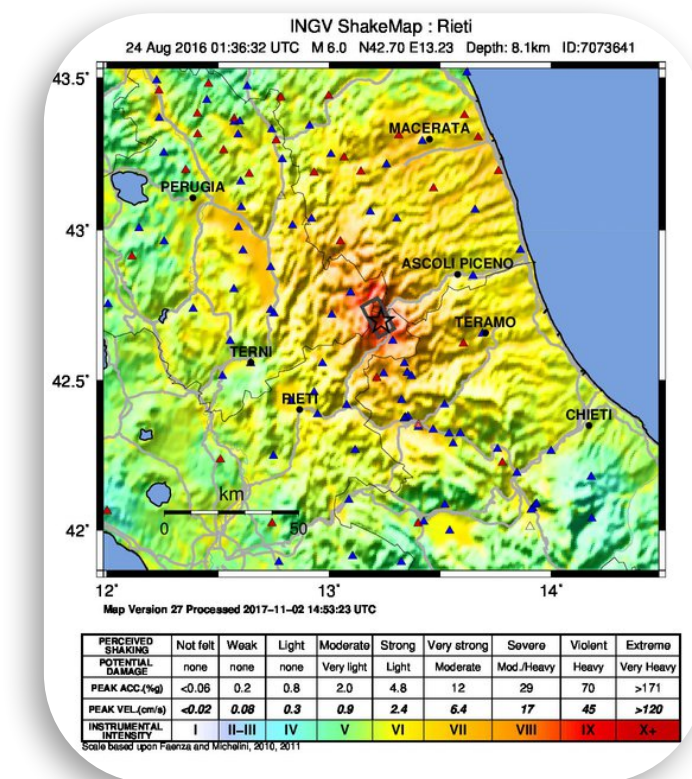 INGV ShakeMap : Rieti
24 Aug 2016 01:36:32 UTC M 6.0 N42.70 E13.23 Depth: 8.1km ID:7073641
43.5˚
MACERATA
PERUGIA
43˚
ASCOLI PICENO
TERAMO
TERNI
42.5˚
RIETI
CHIETI
km
0 50
42˚
12˚ 13˚ 14˚
Map Version 27 Processed 2017-11-02 14:53:23 UTC
PERCEIVED SHAKING Not felt Weak Light Moderate Strong Very strong Severe Violent Extreme
POTENTIAL DAMAGE none none none Very light Light Moderate Mod./Heavy Heavy Very Heavy
PEAK ACC.(%g) <0.06 0.2 0.8 2.0 4.8 12 29 70 >171
PEAK VEL.(cm/s) <0.02 0.08 0.3 0.9 2.4 6.4 17 45 >120
INSTRUMENTAL INTENSITY I II-III IV V VI VII VIII IX X+
Scale based upon Faenza and Michelini, 2010, 2011